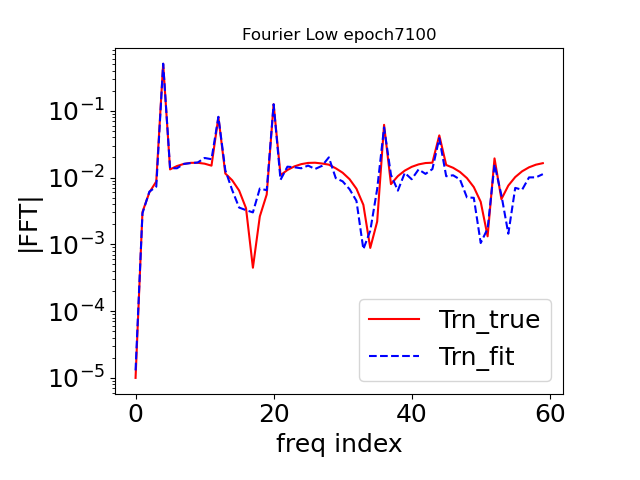 Fourier Low epoch7100
|FFT|
10⁻¹
10⁻²
10⁻³
10⁻⁴
10⁻⁵
Trn_true
Trn_fit
0 20 40 60
freq index